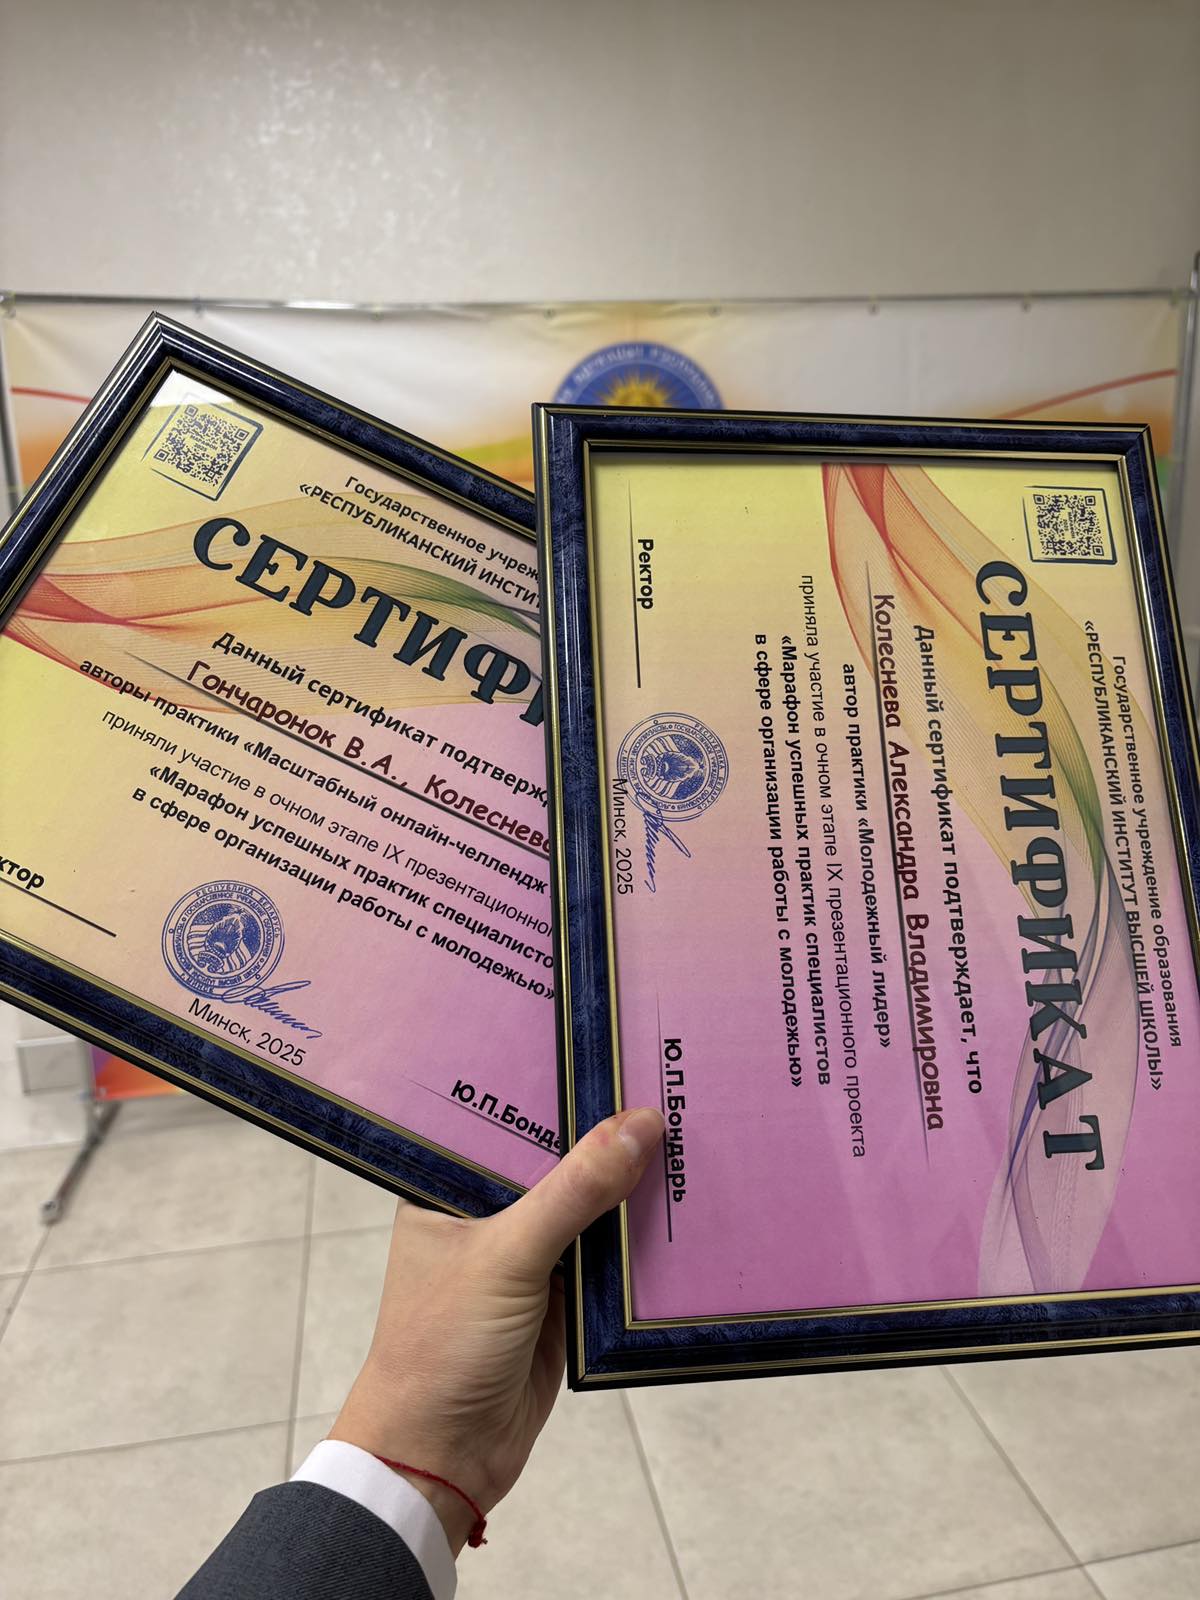 Государственное учреж
«РЕСПУБЛИКАНСКИЙ ИНСТИТ
СЕРТИФ
Данный сертификат подтверж
Гончаронок В.А., Колеснева
авторы практики «Масштабный онлайн-челлендж
приняли участие в очном этапе IX презентационно
«Марафон успешных практик специалисто
в сфере организации работы с молодежью»
ктор
Ю.П.Бонда
Минск, 2025
Государственное учреждение образования
«РЕСПУБЛИКАНСКИЙ ИНСТИТУТ ВЫСШЕЙ ШКОЛЫ»
СЕРТИФИКАТ
Данный сертификат подтверждает, что
Колеснева Александра Владимировна
автор практики «Молодежный лидер»
приняла участие в очном этапе IX презентационного проекта
«Марафон успешных практик специалистов
в сфере организации работы с молодежью»
Ректор
Ю.П.Бондарь
Минск, 2025